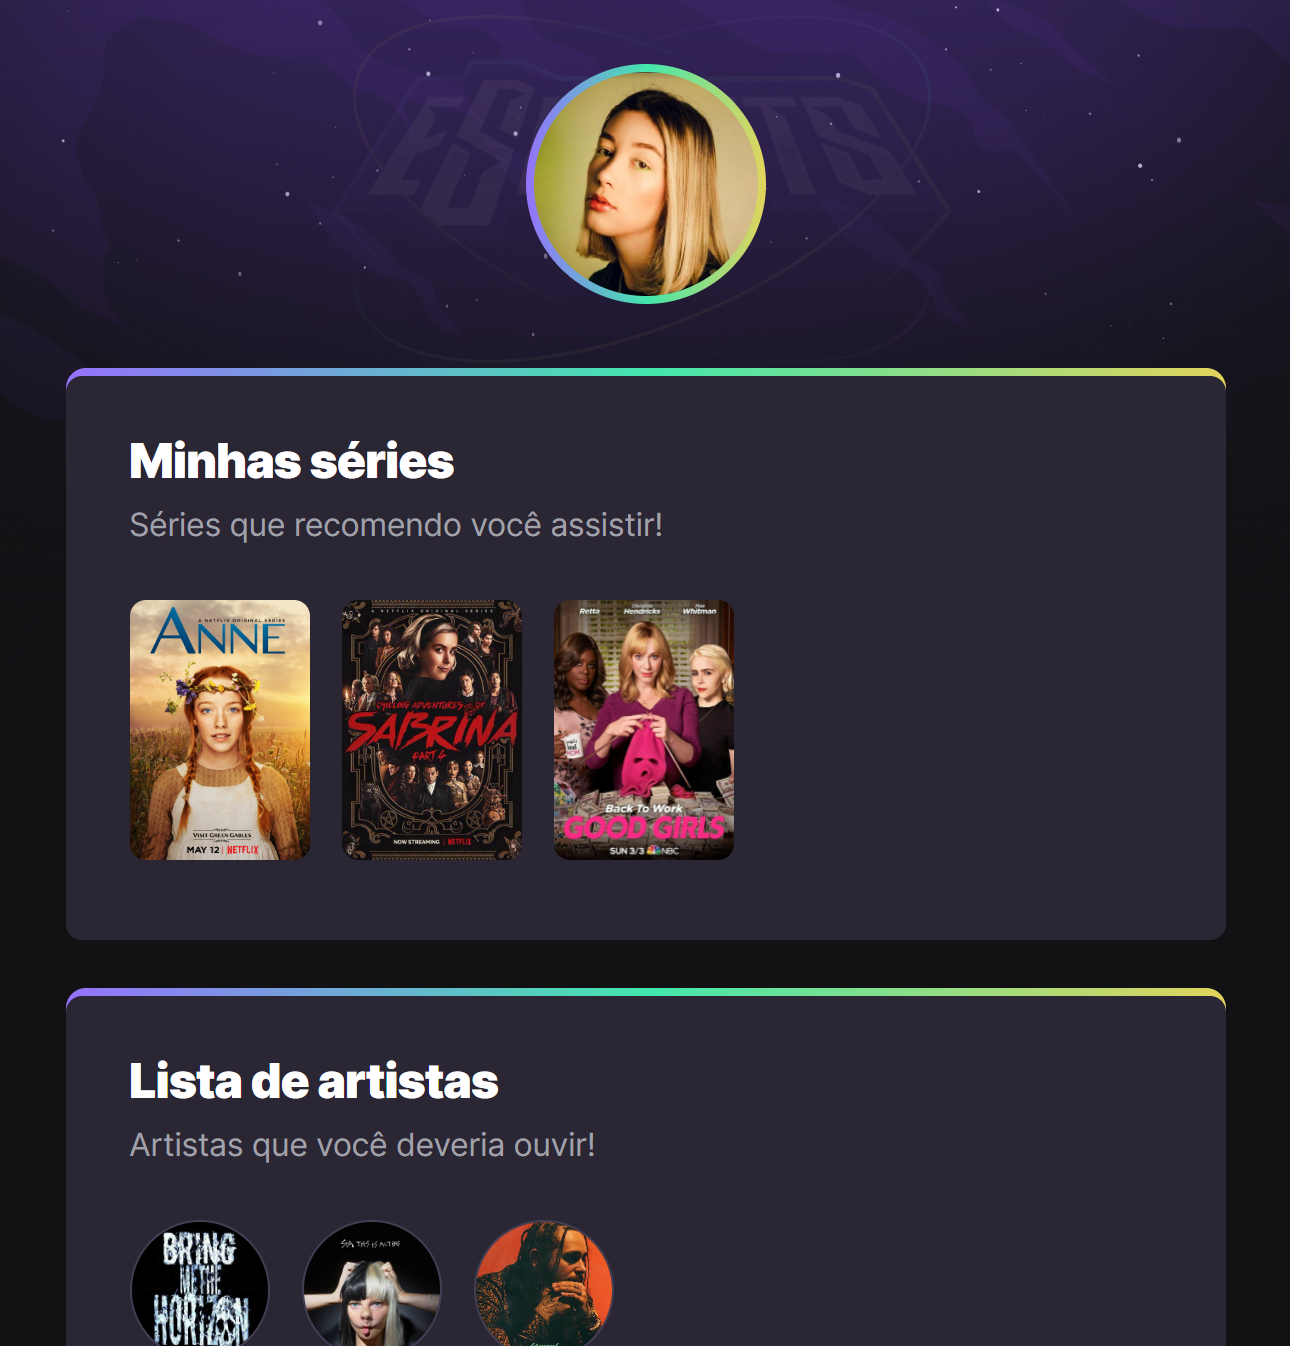 ESPORTS
Minhas séries
Séries que recomendo você assistir!
A NETFLIX ORIGINAL SERIES
ANNE
VISIT GREEN GABLES
MAY 12 | NETFLIX
A NETFLIX ORIGINAL SERIES
CHILLING ADVENTURES OF
SABRINA
PART 4
NOW STREAMING | NETFLIX
Retta
Christina Hendricks
Mae Whitman
Back To Work
GOOD GIRLS
SUN 3/3 NBC
Lista de artistas
Artistas que você deveria ouvir!
BRING
ME THE
HORIZON
SIA THIS IS ACTING